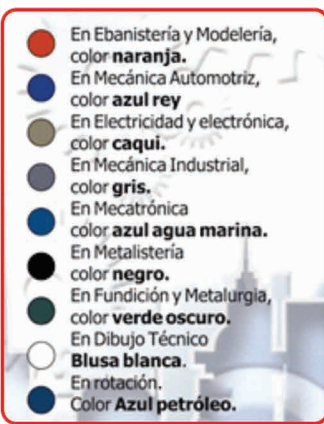 En Ebanistería y Modelería,
color naranja.
En Mecánica Automotriz,
color azul rey
En Electricidad y electrónica,
color caqui.
En Mecánica Industrial,
color gris.
En Mecatrónica
color azul agua marina.
En Metalistería
color negro.
En Fundición y Metalurgia,
color verde oscuro.
En Dibujo Técnico
Blusa blanca.
En rotación.
Color Azul petróleo.